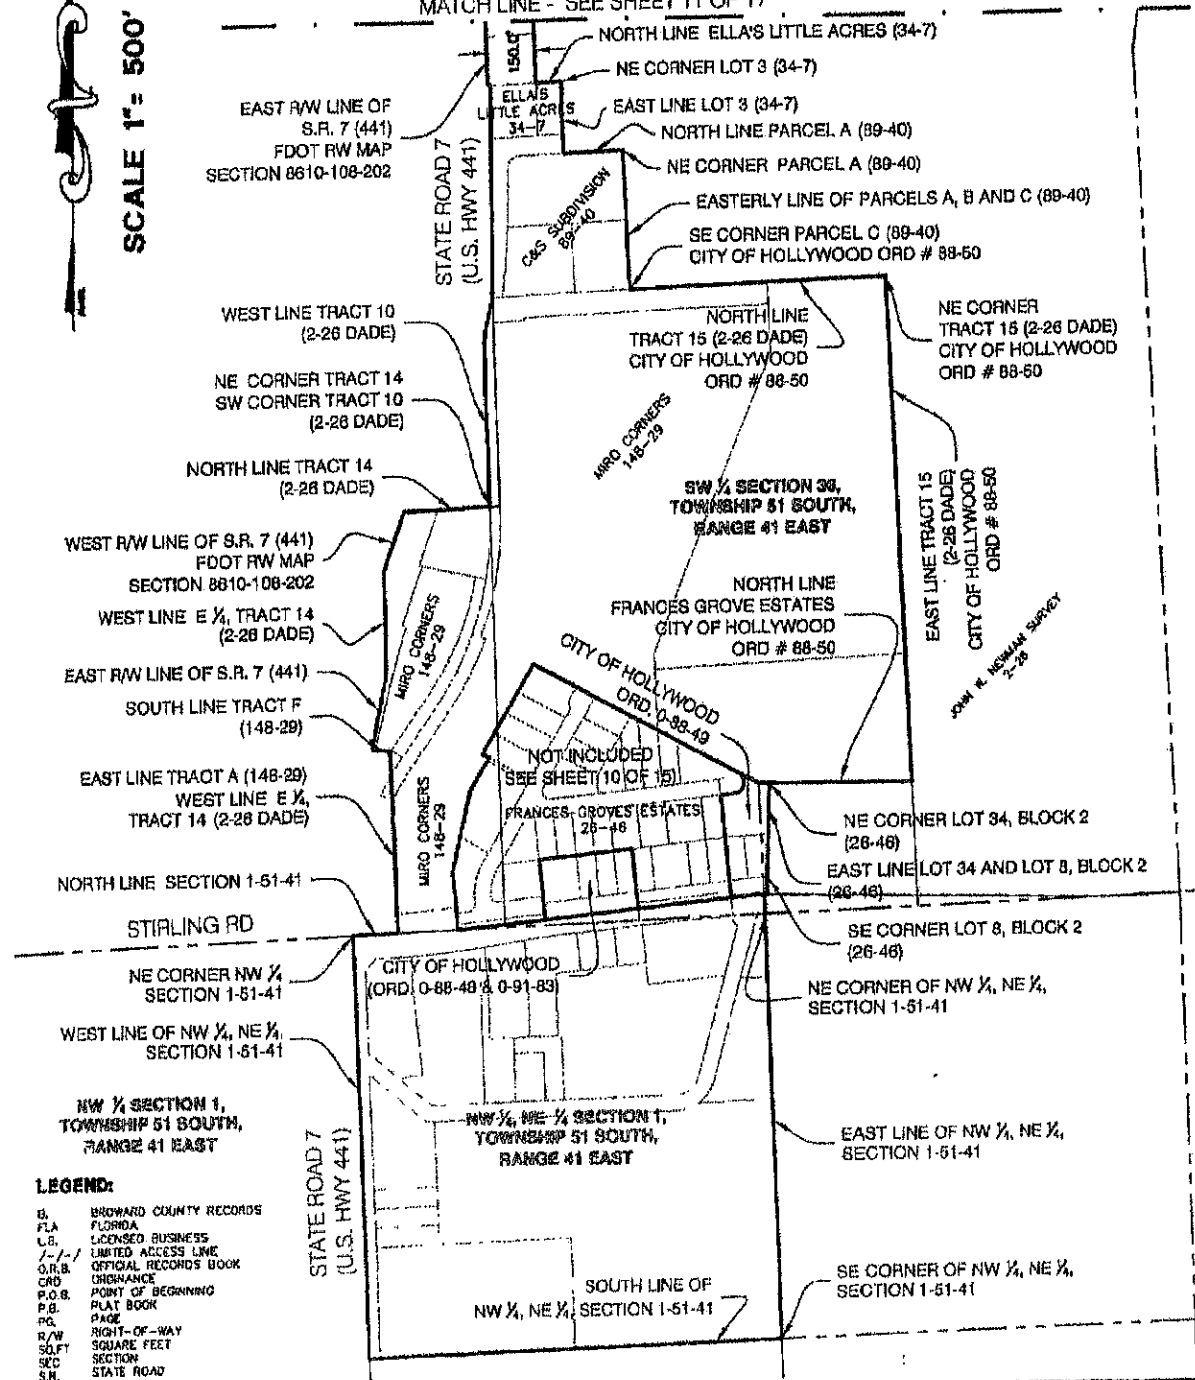 MATCH LINE - SEE SHEET 11 OF 17
SCALE 1"= 500'
150.0'
NORTH LINE ELLA'S LITTLE ACRES (34-7)
NE CORNER LOT 3 (34-7)
EAST R/W LINE OF
S.R. 7 (441)
FDOT RW MAP
SECTION 8610-108-202
ELLA'S
LITTLE ACRES
34-7
EAST LINE LOT 3 (34-7)
NORTH LINE PARCEL A (89-40)
NE CORNER PARCEL A (89-40)
STATE ROAD 7
(U.S. HWY 441)
C&S SUBDIVISION
89-40
EASTERLY LINE OF PARCELS A, B AND C (89-40)
SE CORNER PARCEL C (89-40)
CITY OF HOLLYWOOD ORD # 88-50
WEST LINE TRACT 10
(2-26 DADE)
NORTH LINE
TRACT 15 (2-26 DADE)
CITY OF HOLLYWOOD
ORD # 88-50
NE CORNER
TRACT 15 (2-26 DADE)
CITY OF HOLLYWOOD
ORD # 88-50
NE CORNER TRACT 14
SW CORNER TRACT 10
(2-26 DADE)
MIRO CORNERS
148-29
NORTH LINE TRACT 14
(2-26 DADE)
SW ¼ SECTION 36,
TOWNSHIP 51 SOUTH,
RANGE 41 EAST
EAST LINE TRACT 15
(2-26 DADE)
CITY OF HOLLYWOOD
ORD # 88-50
WEST R/W LINE OF S.R. 7 (441)
FDOT RW MAP
SECTION 8610-108-202
WEST LINE E ¼, TRACT 14
(2-26 DADE)
MIRO CORNERS
148-29
NORTH LINE
FRANCES GROVE ESTATES
CITY OF HOLLYWOOD
ORD # 88-50
JOHN W. NEWMAN SURVEY
2-26
EAST R/W LINE OF S.R. 7 (441)
SOUTH LINE TRACT F
(148-29)
CITY OF HOLLYWOOD
ORD. 0-88-49
NOT INCLUDED
SEE SHEET (10 OF 15)
EAST LINE TRACT A (148-29)
WEST LINE E ¼,
TRACT 14 (2-26 DADE)
MIRO CORNERS
148-29
FRANCES GROVES ESTATES
26-46
NE CORNER LOT 34, BLOCK 2
(26-46)
EAST LINE LOT 34 AND LOT 8, BLOCK 2
(26-46)
NORTH LINE SECTION 1-51-41
STIRLING RD
SE CORNER LOT 8, BLOCK 2
(26-46)
NE CORNER NW ¼
SECTION 1-51-41
CITY OF HOLLYWOOD
(ORD. 0-88-48 & 0-91-83)
NE CORNER OF NW ¼, NE ¼,
SECTION 1-51-41
WEST LINE OF NW ¼, NE ¼,
SECTION 1-51-41
NW ¼ SECTION 1,
TOWNSHIP 51 SOUTH,
RANGE 41 EAST
NW ¼, NE ¼ SECTION 1,
TOWNSHIP 51 SOUTH,
RANGE 41 EAST
EAST LINE OF NW ¼, NE ¼,
SECTION 1-51-41
STATE ROAD 7
(U.S. HWY 441)
LEGEND:
B. BROWARD COUNTY RECORDS
FLA FLORIDA
L.B. LICENSED BUSINESS
/-/-/ LIMITED ACCESS LINE
O.R.B. OFFICIAL RECORDS BOOK
ORD ORDINANCE
P.O.B. POINT OF BEGINNING
P.B. PLAT BOOK
PG. PAGE
R/W RIGHT-OF-WAY
SQ.FT SQUARE FEET
SEC SECTION
S.R. STATE ROAD
SOUTH LINE OF
NW ¼, NE ¼, SECTION 1-51-41
SE CORNER OF NW ¼, NE ¼,
SECTION 1-51-41